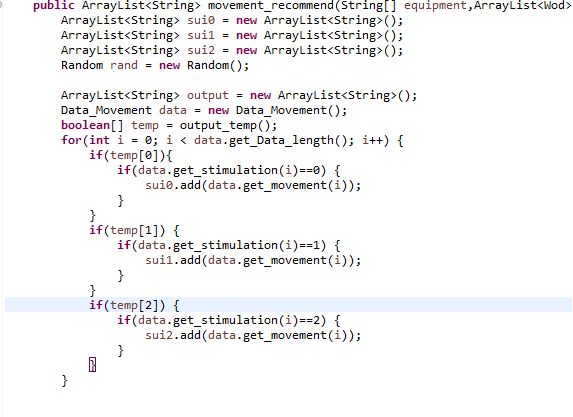 public ArrayList<String> movement_recommend(String[] equipment,ArrayList<Wod>
ArrayList<String> sui0 = new ArrayList<String>();
ArrayList<String> sui1 = new ArrayList<String>();
ArrayList<String> sui2 = new ArrayList<String>();
Random rand = new Random();
ArrayList<String> output = new ArrayList<String>();
Data_Movement data = new Data_Movement();
boolean[] temp = output_temp();
for(int i = 0; i < data.get_Data_length(); i++) {
if(temp[0]){
if(data.get_stimulation(i)==0) {
sui0.add(data.get_movement(i));
}
}
if(temp[1]) {
if(data.get_stimulation(i)==1) {
sui1.add(data.get_movement(i));
}
}
if(temp[2]) {
if(data.get_stimulation(i)==2) {
sui2.add(data.get_movement(i));
}
}
}